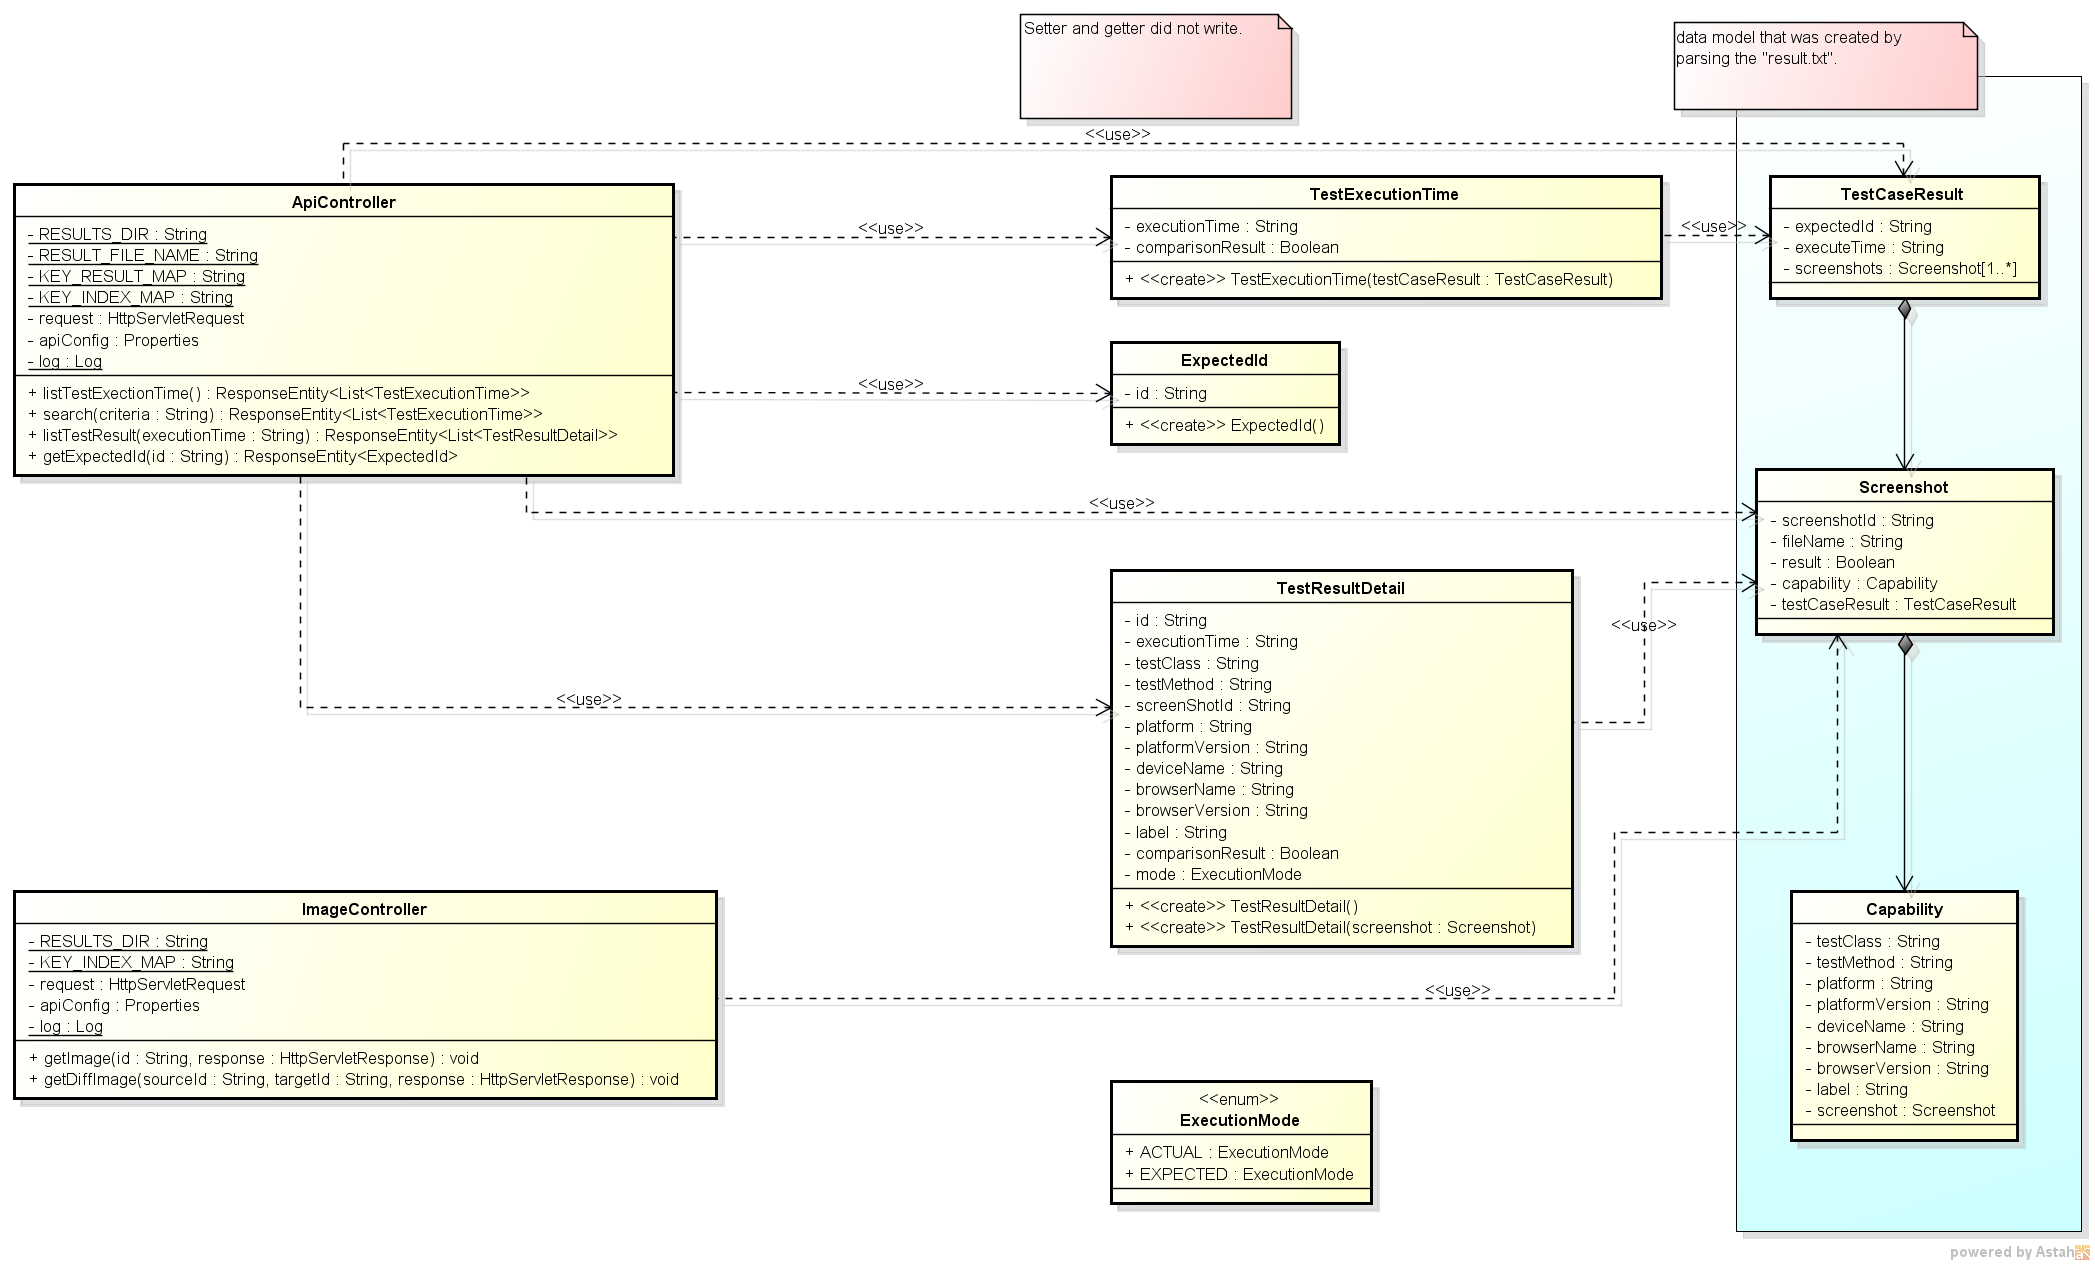 Setter and getter did not write.
data model that was created by
parsing the "result.txt".
<<use>>
ApiController
- RESULTS_DIR : String
- RESULT_FILE_NAME : String
- KEY_RESULT_MAP : String
- KEY_INDEX_MAP : String
- request : HttpServletRequest
- apiConfig : Properties
- log : Log
+ listTestExectionTime() : ResponseEntity<List<TestExecutionTime>>
+ search(criteria : String) : ResponseEntity<List<TestExecutionTime>>
+ listTestResult(executionTime : String) : ResponseEntity<List<TestResultDetail>>
+ getExpectedId(id : String) : ResponseEntity<ExpectedId>
<<use>>
TestExecutionTime
- executionTime : String
- comparisonResult : Boolean
+ <<create>> TestExecutionTime(testCaseResult : TestCaseResult)
<<use>>
TestCaseResult
- expectedId : String
- executeTime : String
- screenshots : Screenshot[1..*]
<<use>>
ExpectedId
- id : String
+ <<create>> ExpectedId()
<<use>>
Screenshot
- screenshotId : String
- fileName : String
- result : Boolean
- capability : Capability
- testCaseResult : TestCaseResult
<<use>>
TestResultDetail
- id : String
- executionTime : String
- testClass : String
- testMethod : String
- screenShotId : String
- platform : String
- platformVersion : String
- deviceName : String
- browserName : String
- browserVersion : String
- label : String
- comparisonResult : Boolean
- mode : ExecutionMode
+ <<create>> TestResultDetail()
+ <<create>> TestResultDetail(screenshot : Screenshot)
<<use>>
ImageController
- RESULTS_DIR : String
- KEY_INDEX_MAP : String
- request : HttpServletRequest
- apiConfig : Properties
- log : Log
+ getImage(id : String, response : HttpServletResponse) : void
+ getDiffImage(sourceId : String, targetId : String, response : HttpServletResponse) : void
<<use>>
Capability
- testClass : String
- testMethod : String
- platform : String
- platformVersion : String
- deviceName : String
- browserName : String
- browserVersion : String
- label : String
- screenshot : Screenshot
<<enum>>
ExecutionMode
+ ACTUAL : ExecutionMode
+ EXPECTED : ExecutionMode
powered by Astah